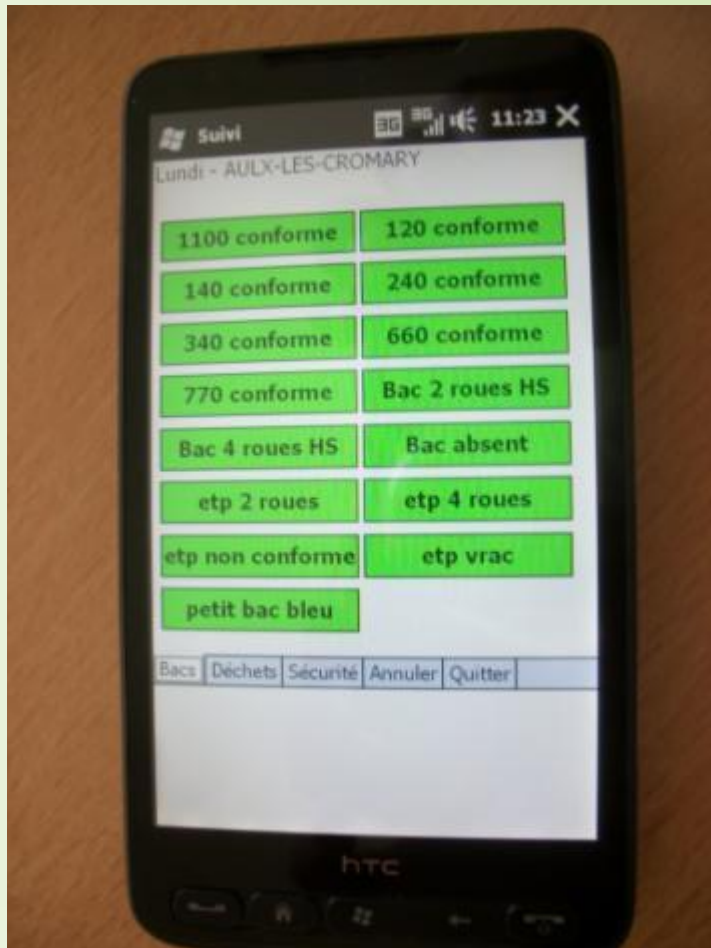 Suivi 3G 3G 11:23
Lundi - AULX-LES-CROMARY
1100 conforme 120 conforme
140 conforme 240 conforme
340 conforme 660 conforme
770 conforme Bac 2 roues HS
Bac 4 roues HS Bac absent
etp 2 roues etp 4 roues
etp non conforme etp vrac
petit bac bleu
Bacs Déchets Sécurité Annuler Quitter
hTC